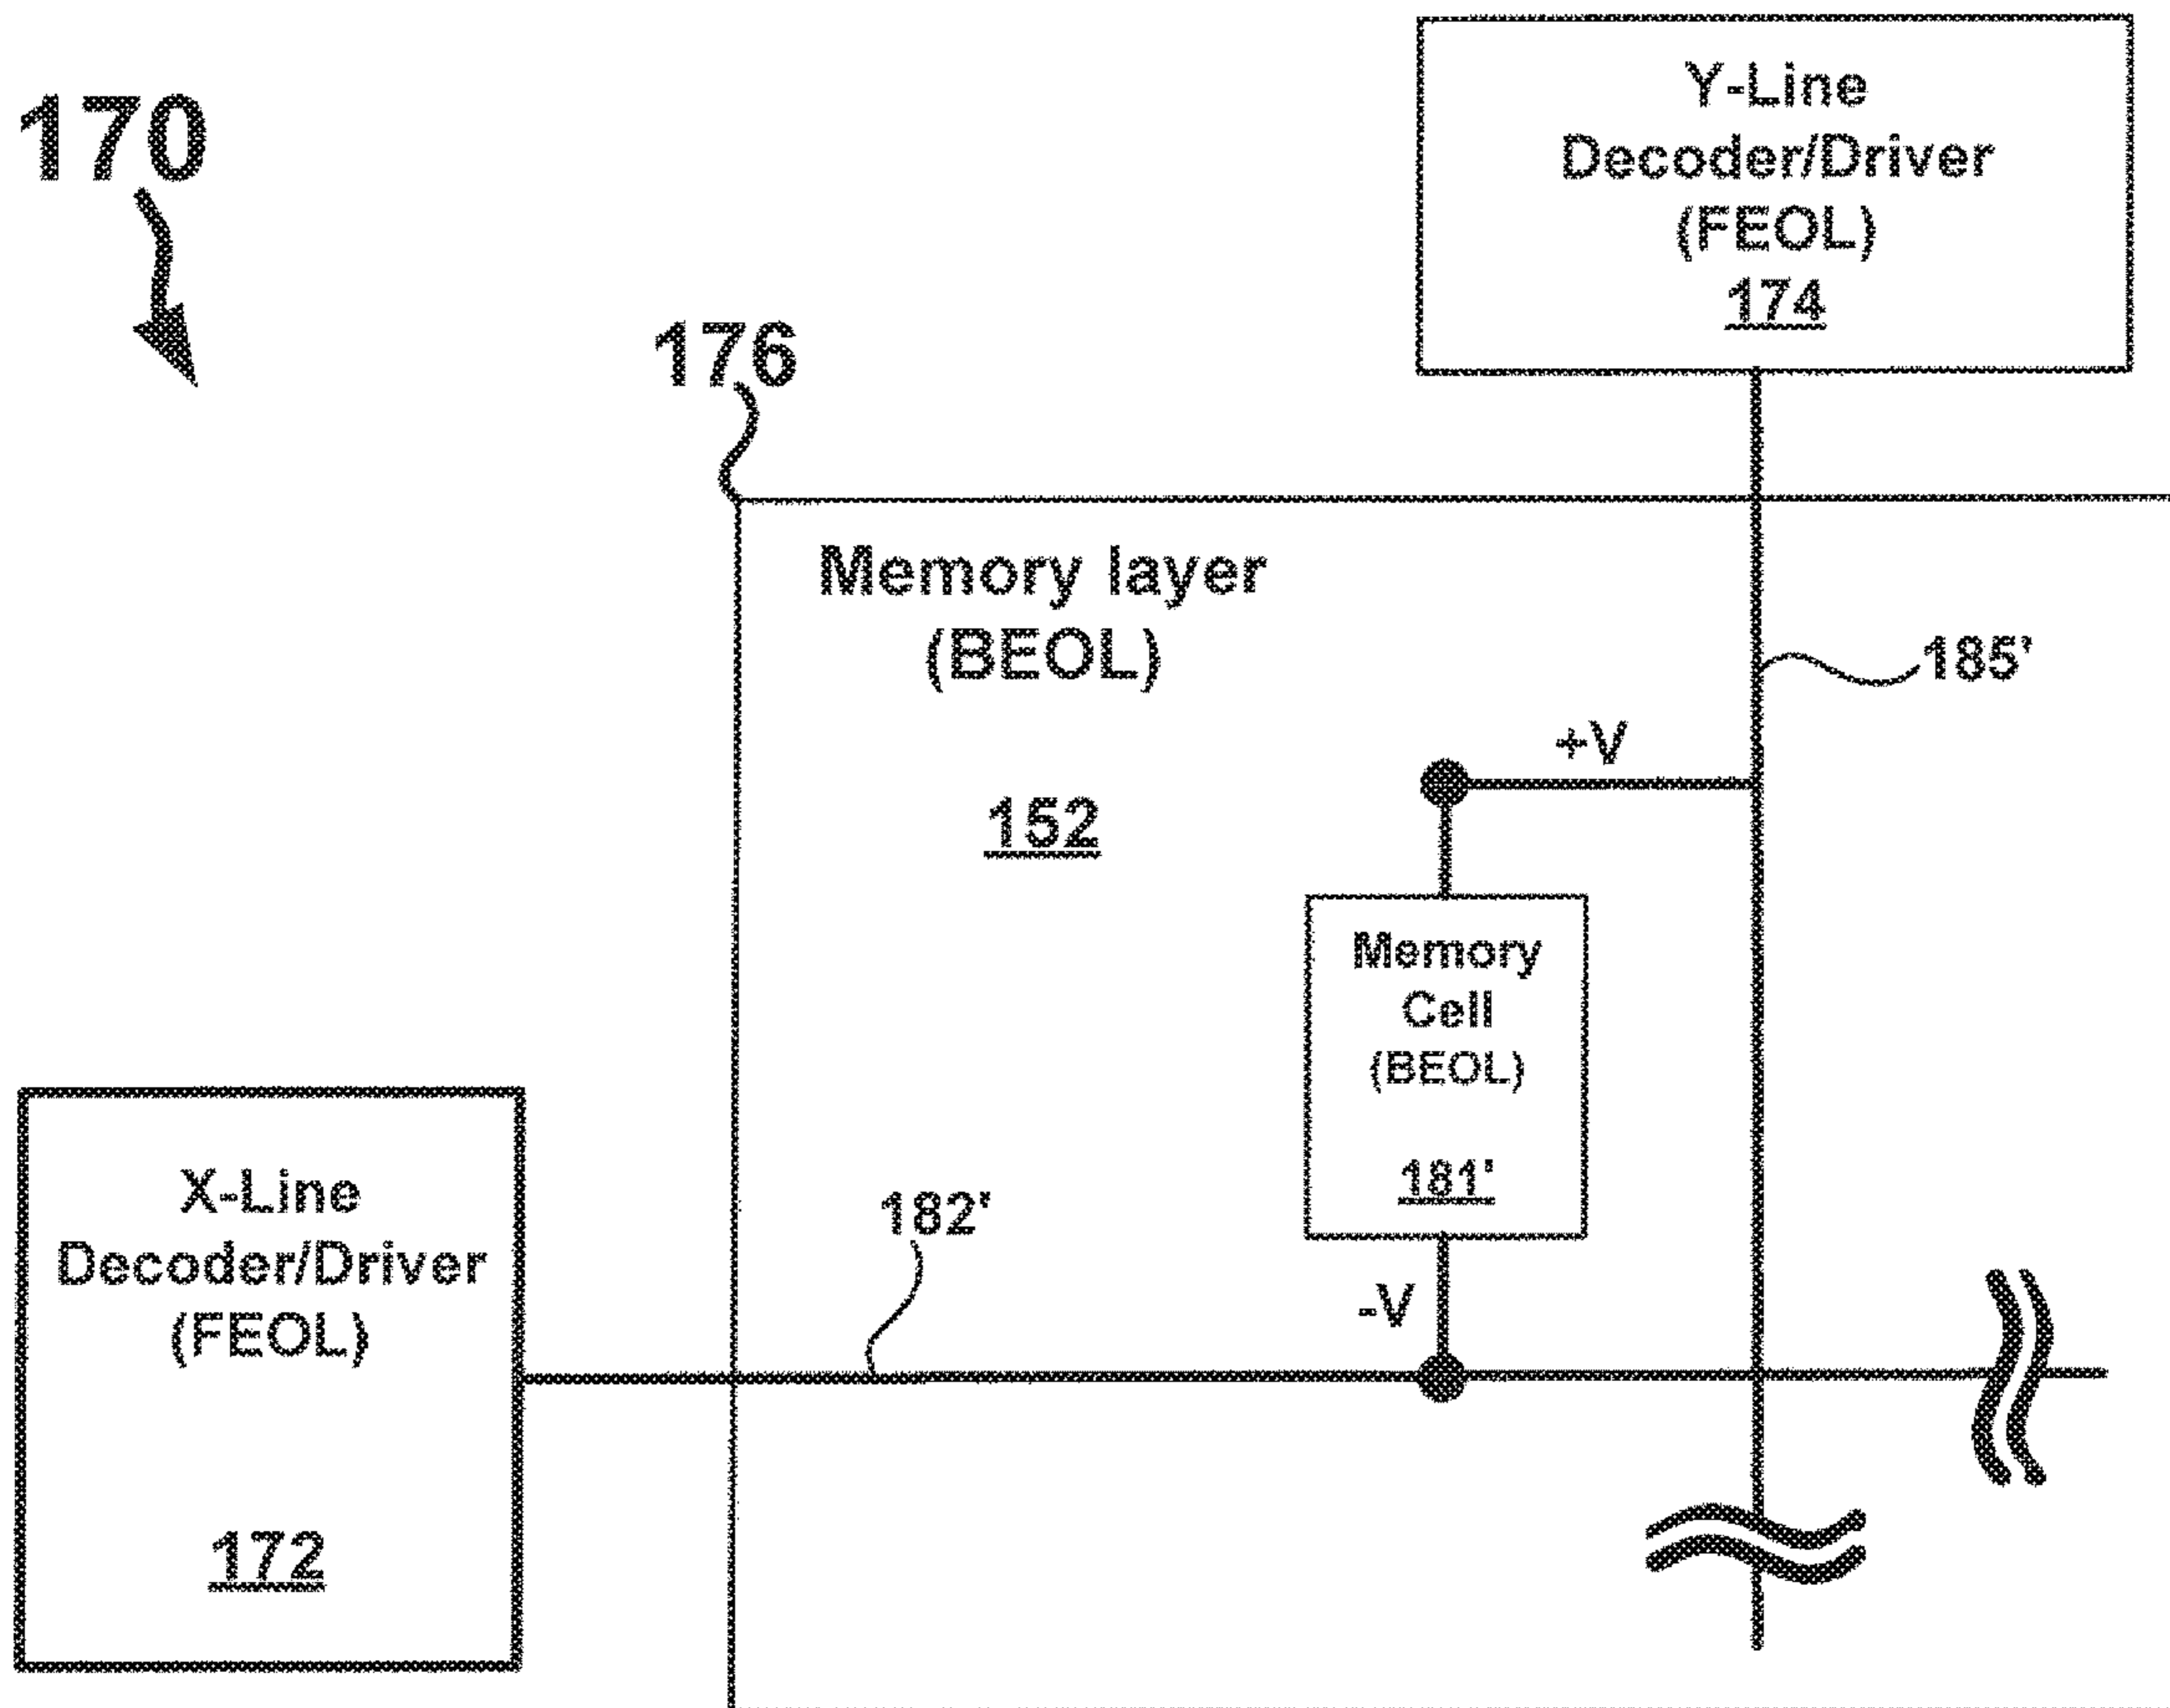 170
Y-Line
Decoder/Driver
(FEOL)
174
176
Memory layer
(BEOL)
152
185'
+V
Memory
Cell
(BEOL)
181'
-V
182'
X-Line
Decoder/Driver
(FEOL)
172